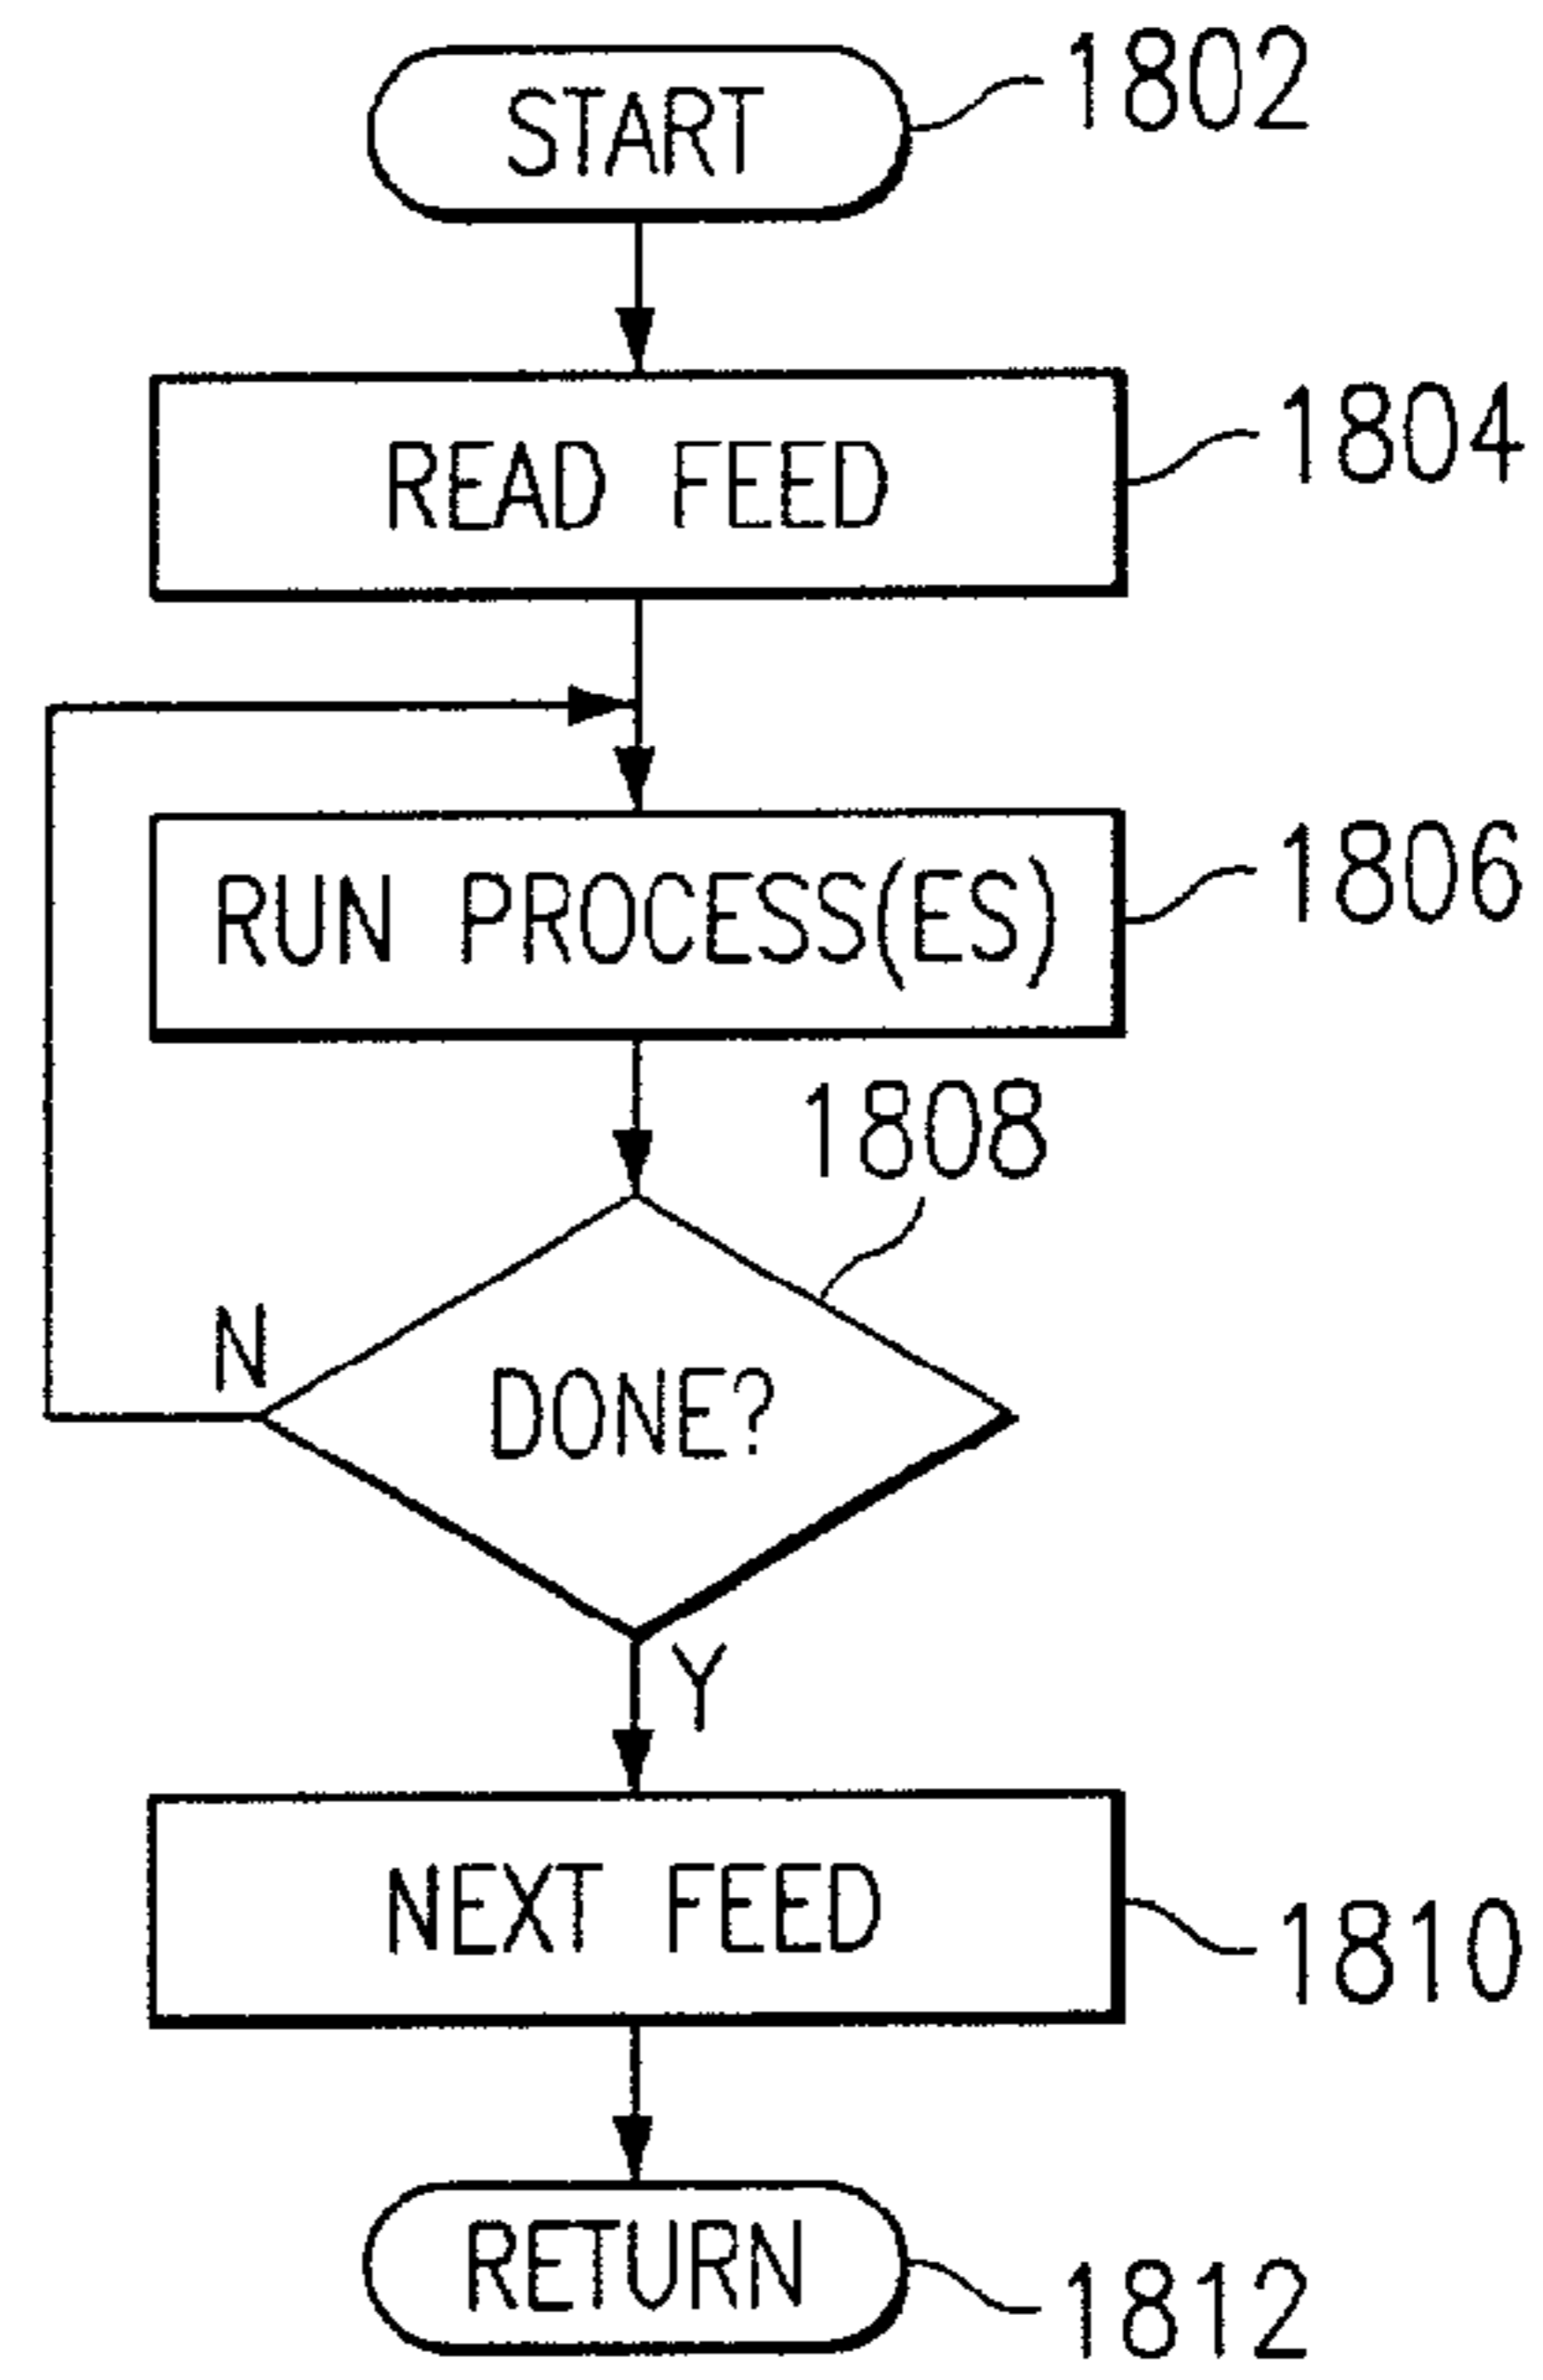 START
1802
READ FEED
1804
RUN PROCESS(ES)
1806
1808
N
DONE?
Y
NEXT FEED
1810
RETURN
1812